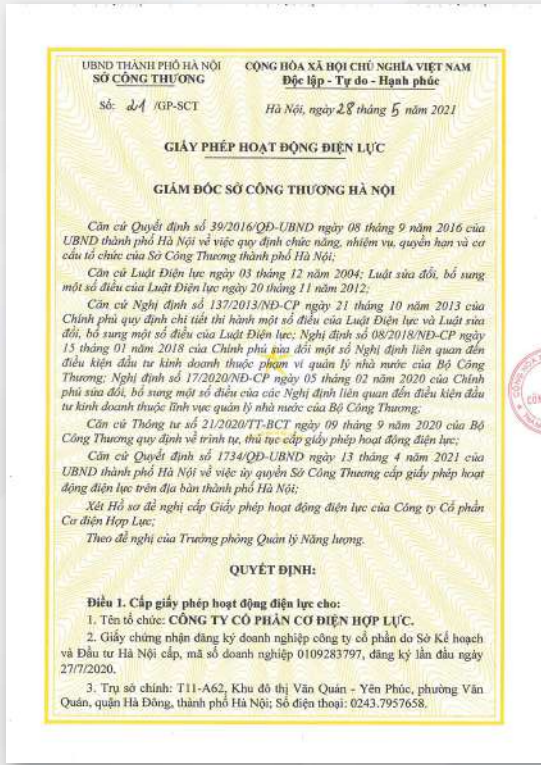 UBND THÀNH PHỐ HÀ NỘI
SỞ CÔNG THƯƠNG
CỘNG HÒA XÃ HỘI CHỦ NGHĨA VIỆT NAM
Độc lập - Tự do - Hạnh phúc
Số: 21 /GP-SCT
Hà Nội, ngày 28 tháng 5 năm 2021
GIẤY PHÉP HOẠT ĐỘNG ĐIỆN LỰC
GIÁM ĐỐC SỞ CÔNG THƯƠNG HÀ NỘI
Căn cứ Quyết định số 39/2016/QĐ-UBND ngày 08 tháng 9 năm 2016 của
UBND thành phố Hà Nội về việc quy định chức năng, nhiệm vụ, quyền hạn và cơ
cấu tổ chức của Sở Công Thương thành phố Hà Nội;
Căn cứ Luật Điện lực ngày 03 tháng 12 năm 2004; Luật sửa đổi, bổ sung
một số điều của Luật Điện lực ngày 20 tháng 11 năm 2012;
Căn cứ Nghị định số 137/2013/NĐ-CP ngày 21 tháng 10 năm 2013 của
Chính phủ quy định chi tiết thi hành một số điều của Luật Điện lực và Luật sửa
đổi, bổ sung một số điều của Luật Điện lực; Nghị định số 08/2018/NĐ-CP ngày
15 tháng 01 năm 2018 của Chính phủ sửa đổi một số Nghị định liên quan đến
điều kiện đầu tư kinh doanh thuộc phạm vi quản lý nhà nước của Bộ Công
Thương; Nghị định số 17/2020/NĐ-CP ngày 05 tháng 02 năm 2020 của Chính
phủ sửa đổi, bổ sung một số điều của các Nghị định liên quan đến điều kiện đầu
tư kinh doanh thuộc lĩnh vực quản lý nhà nước của Bộ Công Thương;
Căn cứ Thông tư số 21/2020/TT-BCT ngày 09 tháng 9 năm 2020 của Bộ
Công Thương quy định về trình tự, thủ tục cấp giấy phép hoạt động điện lực;
Căn cứ Quyết định số 1734/QĐ-UBND ngày 13 tháng 4 năm 2021 của
UBND thành phố Hà Nội về việc ủy quyền Sở Công Thương cấp giấy phép hoạt
động điện lực trên địa bàn thành phố Hà Nội;
Xét Hồ sơ đề nghị cấp Giấy phép hoạt động điện lực của Công ty Cổ phần
Cơ điện Hợp Lực;
Theo đề nghị của Trưởng phòng Quản lý Năng lượng.
QUYẾT ĐỊNH:
Điều 1. Cấp giấy phép hoạt động điện lực cho:
1. Tên tổ chức: CÔNG TY CỔ PHẦN CƠ ĐIỆN HỢP LỰC.
2. Giấy chứng nhận đăng ký doanh nghiệp công ty cổ phần do Sở Kế hoạch
và Đầu tư Hà Nội cấp, mã số doanh nghiệp 0109283797, đăng ký lần đầu ngày
27/7/2020.
3. Trụ sở chính: T11-A62, Khu đô thị Văn Quán - Yên Phúc, phường Văn
Quán, quận Hà Đông, thành phố Hà Nội; Số điện thoại: 0243.7957658.